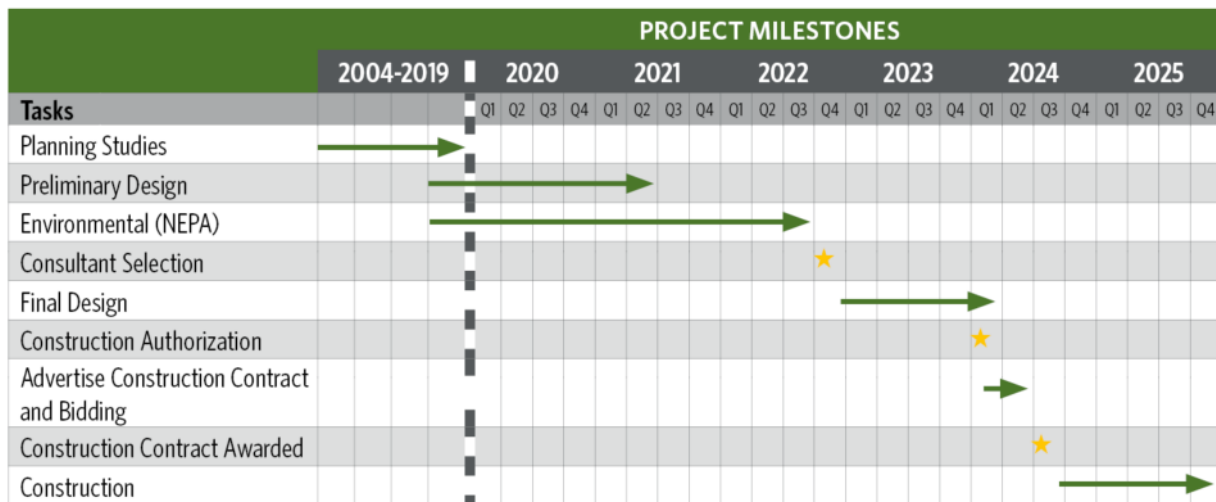 PROJECT MILESTONES
2004-2019 2020 2021 2022 2023 2024 2025
Tasks Q1 Q2 Q3 Q4 Q1 Q2 Q3 Q4 Q1 Q2 Q3 Q4 Q1 Q2 Q3 Q4 Q1 Q2 Q3 Q4 Q1 Q2 Q3 Q4
Planning Studies
Preliminary Design
Environmental (NEPA)
Consultant Selection
Final Design
Construction Authorization
Advertise Construction Contract
and Bidding
Construction Contract Awarded
Construction